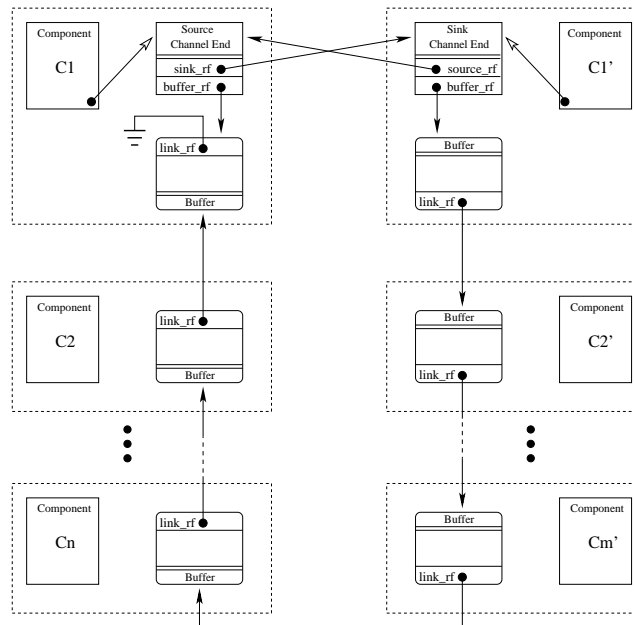 Component
C1
Source
Channel End
sink_rf
buffer_rf
link_rf
Buffer
Sink
Channel End
source_rf
buffer_rf
Buffer
link_rf
Component
C1'
Component
C2
link_rf
Buffer
Buffer
link_rf
Component
C2'
Component
Cn
link_rf
Buffer
Buffer
link_rf
Component
Cm'